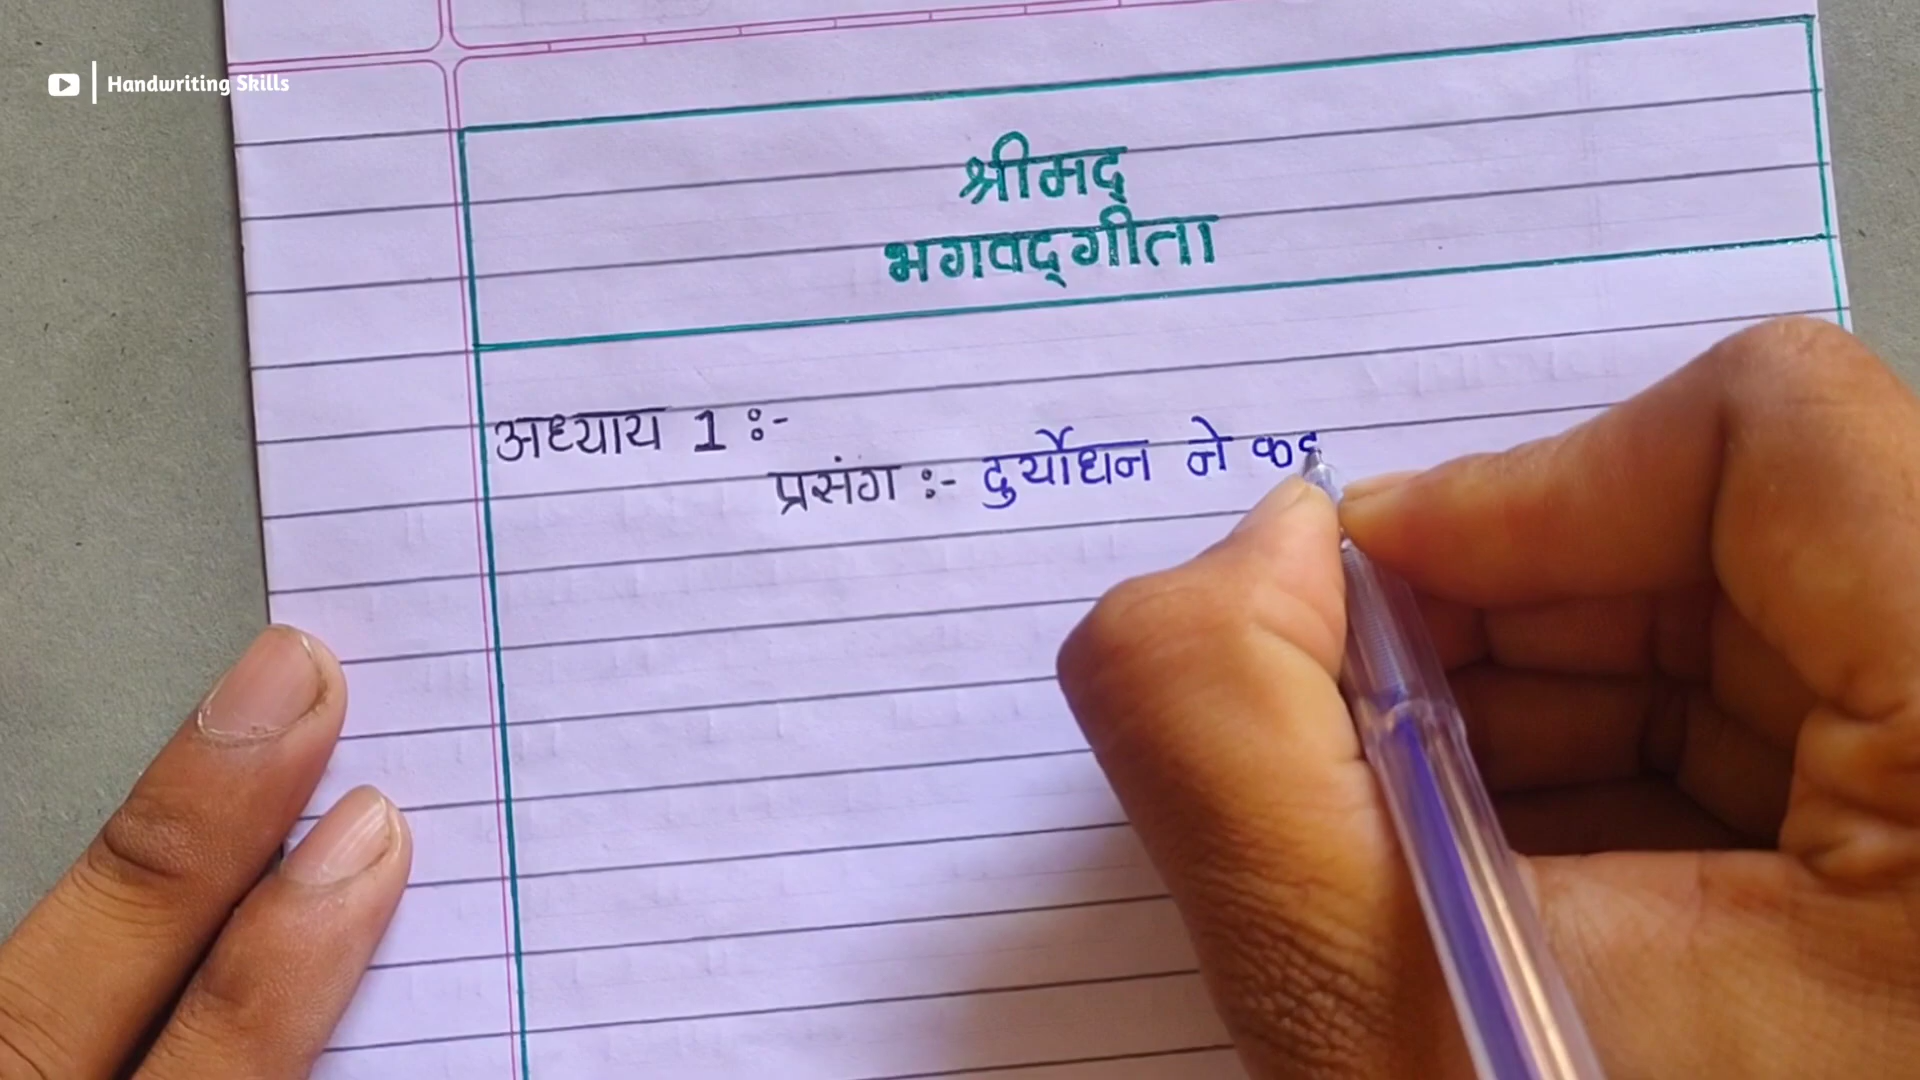 Handwriting Skills
श्रीमद्
भगवद्गीता
अध्याय 1 :-
प्रसंग :- दुर्योधन ने